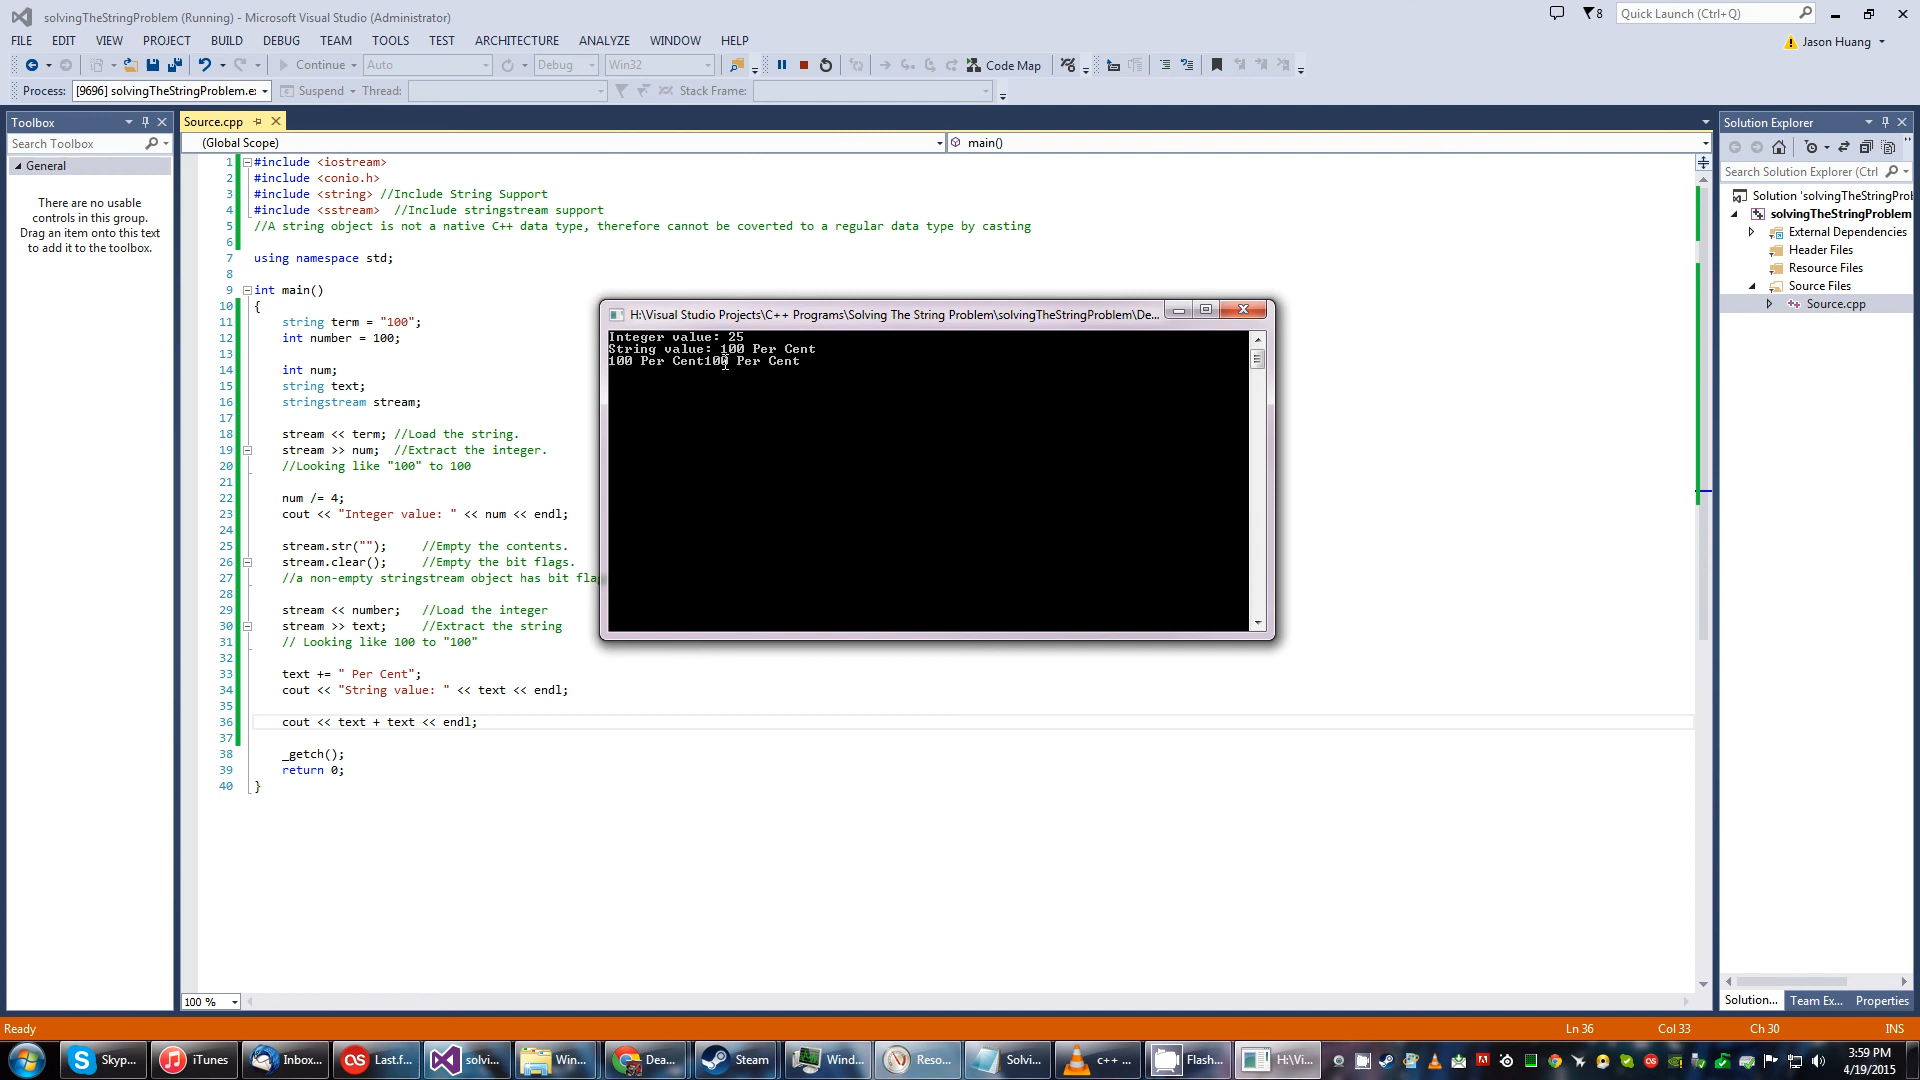 solvingTheStringProblem (Running) - Microsoft Visual Studio (Administrator)
8
Quick Launch (Ctrl+Q)
FILE EDIT VIEW PROJECT BUILD DEBUG TEAM TOOLS TEST ARCHITECTURE ANALYZE WINDOW HELP
Jason Huang
Continue Auto Debug Win32 Code Map
Process: [9696] solvingTheStringProblem.e Suspend Thread: Stack Frame:
Toolbox
Search Toolbox
General
There are no usable
controls in this group.
Drag an item onto this text
to add it to the toolbox.
Source.cpp
(Global Scope) main()
1 #include <iostream>
2 #include <conio.h>
3 #include <string> //Include String Support
4 #include <sstream>  //Include stringstream support
5 //A string object is not a native C++ data type, therefore cannot be coverted to a regular data type by casting
6
7 using namespace std;
8
9 int main()
10 {
11 string term = "100";
12 int number = 100;
13
14 int num;
15 string text;
16 stringstream stream;
17
18 stream << term; //Load the string.
19 stream >> num;  //Extract the integer.
20 //Looking like "100" to 100
21
22 num /= 4;
23 cout << "Integer value: " << num << endl;
24
25 stream.str("");     //Empty the contents.
26 stream.clear();     //Empty the bit flags.
27 //a non-empty stringstream object has bit flag
28
29 stream << number;   //Load the integer
30 stream >> text;     //Extract the string
31 // Looking like 100 to "100"
32
33 text += " Per Cent";
34 cout << "String value: " << text << endl;
35
36 cout << text + text << endl;
37
38 _getch();
39 return 0;
40 }
100 %
H:\Visual Studio Projects\C++ Programs\Solving The String Problem\solvingTheStringProblem\De...
Integer value: 25
String value: 100 Per Cent
100 Per Cent100 Per Cent
Solution Explorer
Search Solution Explorer (Ctrl
Solution 'solvingTheStringProb
solvingTheStringProblem
External Dependencies
Header Files
Resource Files
Source Files
Source.cpp
Solution... Team Ex... Properties
Ready Ln 36 Col 33 Ch 30 INS
Skyp... iTunes Inbox... Last.f... solvi... Win... Dea... Steam Wind... Reso... Solvi... c++ ... Flash... H:\Vi...
3:59 PM
4/19/2015